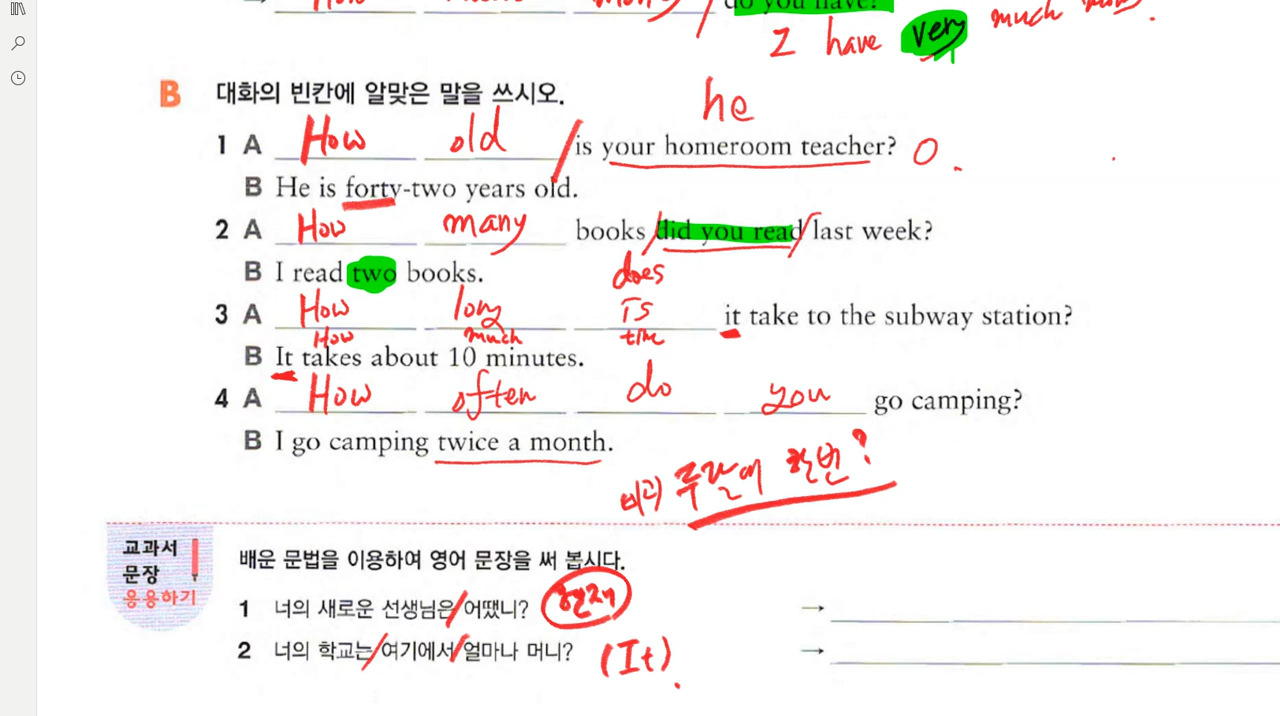 How many do you have?
I have very much
B 대화의 빈칸에 알맞은 말을 쓰시오.
he
1 A How old is your homeroom teacher? O.
B He is forty-two years old.
2 A How many books did you read last week?
B I read two books.
does
3 A How long is it take to the subway station?
How much time
B It takes about 10 minutes.
4 A How often do you go camping?
B I go camping twice a month.
비교) 두달에 한번?
교과서 문장 응용하기
배운 문법을 이용하여 영어 문장을 써 봅시다.
1 너의 새로운 선생님은 어땠니? 현재 →
2 너의 학교는 여기에서 얼마나 머니? (It). →